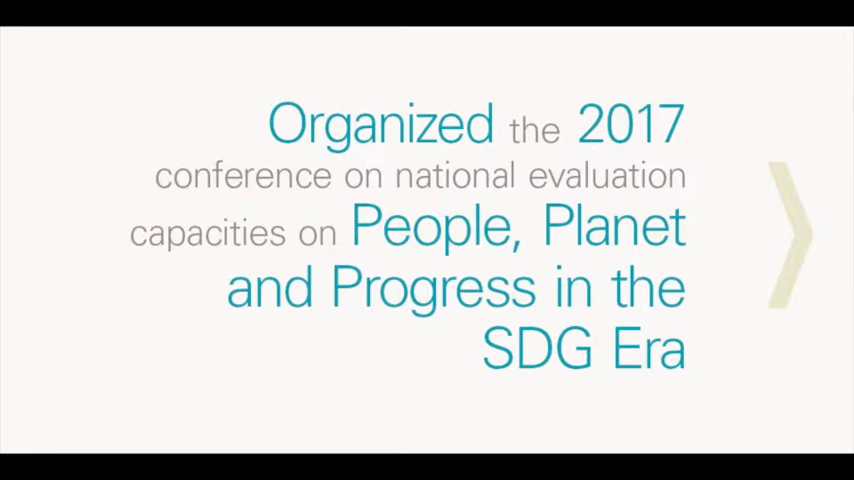 Organized the 2017
conference on national evaluation
capacities on People, Planet
and Progress in the
SDG Era